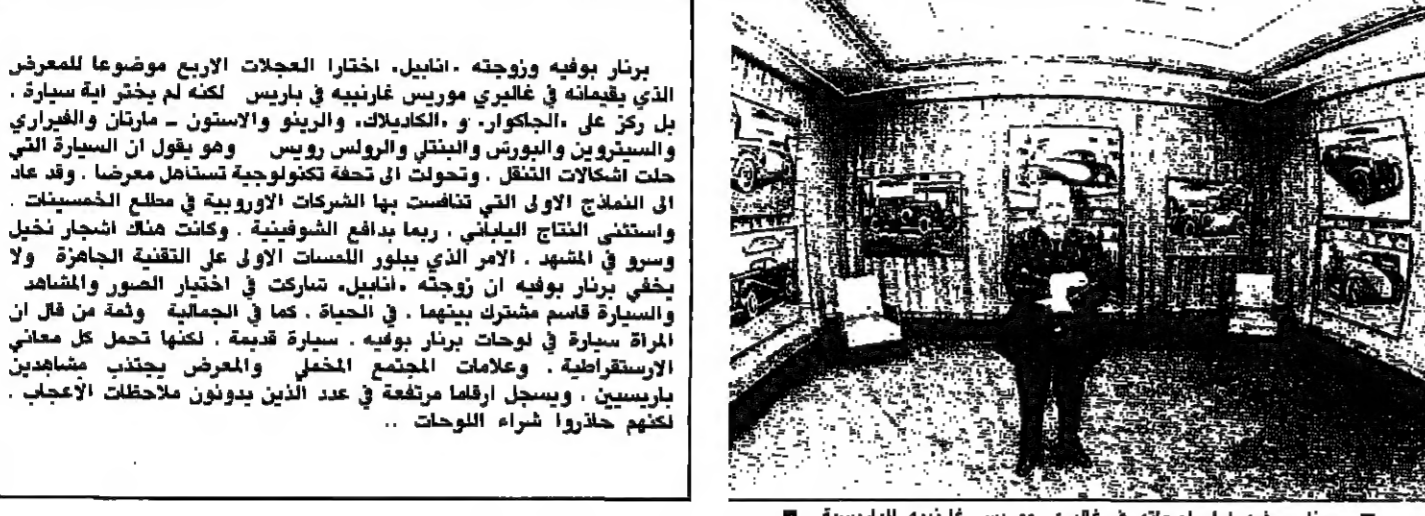 برنار بوفيه وزوجته «انابيل» اختارا العجلات الاربع موضوعا للمعرض
الذي يقيمانه في غاليري موريس غارنييه في باريس لكنه لم يختر اية سيارة .
بل ركز على «الجاكوار» و «الكاديلاك» والرينو والاستون ـ مارتان والفيراري
والسيتروين والبورش والبنتلي والرولس رويس وهو يقول ان السيارة التي
حلت اشكالات التنقل . وتحولت الى تحفة تكنولوجية تستاهل معرضا . وقد عاد
الى النماذج الاولى التي تنافست بها الشركات الاوروبية في مطلع الخمسينات .
واستثنى النتاج الياباني . ربما بدافع الشوفينية . وكانت هناك اشجار نخيل
وسرو في المشهد . الامر الذي يبلور اللمسات الاولى على التقنية الجاهزة ولا
يخفي برنار بوفيه ان زوجته «انابيل» شاركت في اختيار الصور والمشاهد
والسيارة قاسم مشترك بينهما . في الحياة . كما في الجمالية وثمة من قال ان
المراة سيارة في لوحات برنار بوفيه . سيارة قديمة . لكنها تحمل كل معاني
الارستقراطية . وعلامات المجتمع المخملي والمعرض يجتذب مشاهدين
باريسيين . ويسجل ارقاما مرتفعة في عدد الذين يدونون ملاحظات الاعجاب .
لكنهم حاذروا شراء اللوحات ..